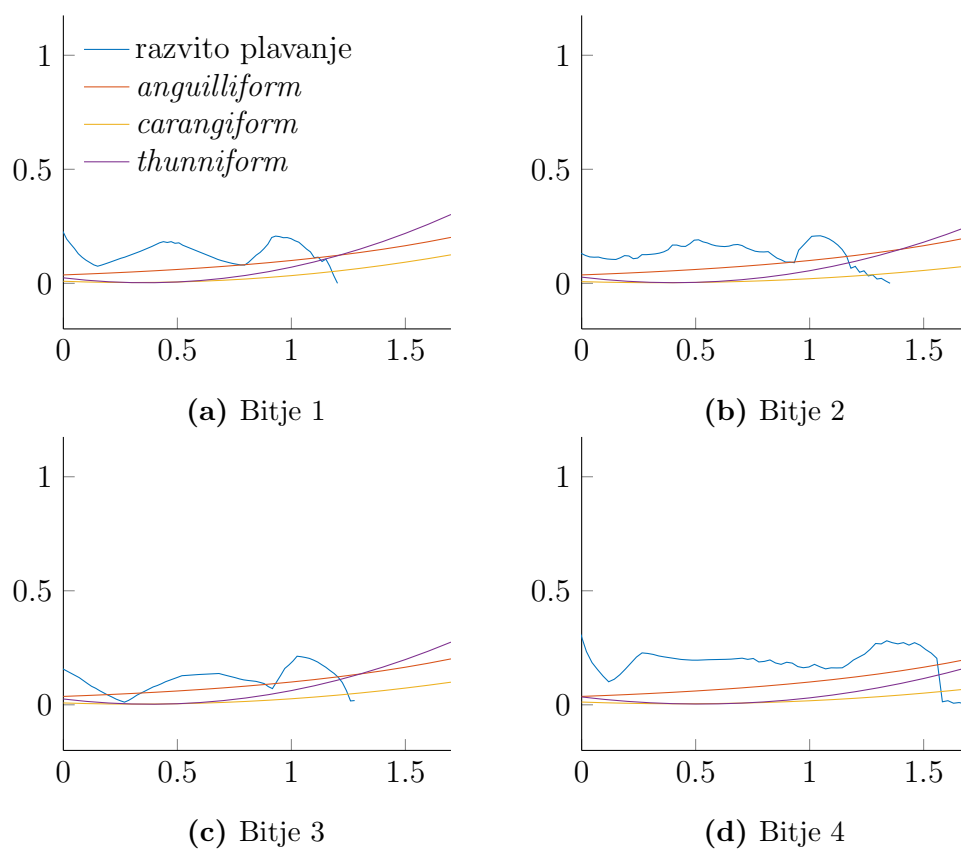 1
0.5
0
0 0.5 1 1.5
razvito plavanje
anguilliform
carangiform
thunniform
(a) Bitje 1
1
0.5
0
0 0.5 1 1.5
(b) Bitje 2
1
0.5
0
0 0.5 1 1.5
(c) Bitje 3
1
0.5
0
0 0.5 1 1.5
(d) Bitje 4